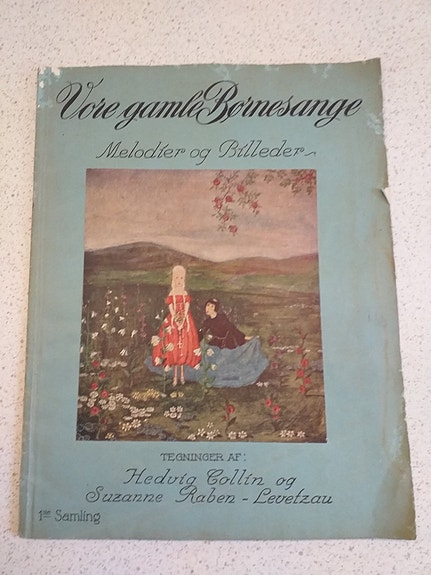 Vore gamle Børnesange
Melodier og Billeder
TEGNINGER AF:
Hedvig Collin og
Suzanne Raben - Levetzau
1ste Samling